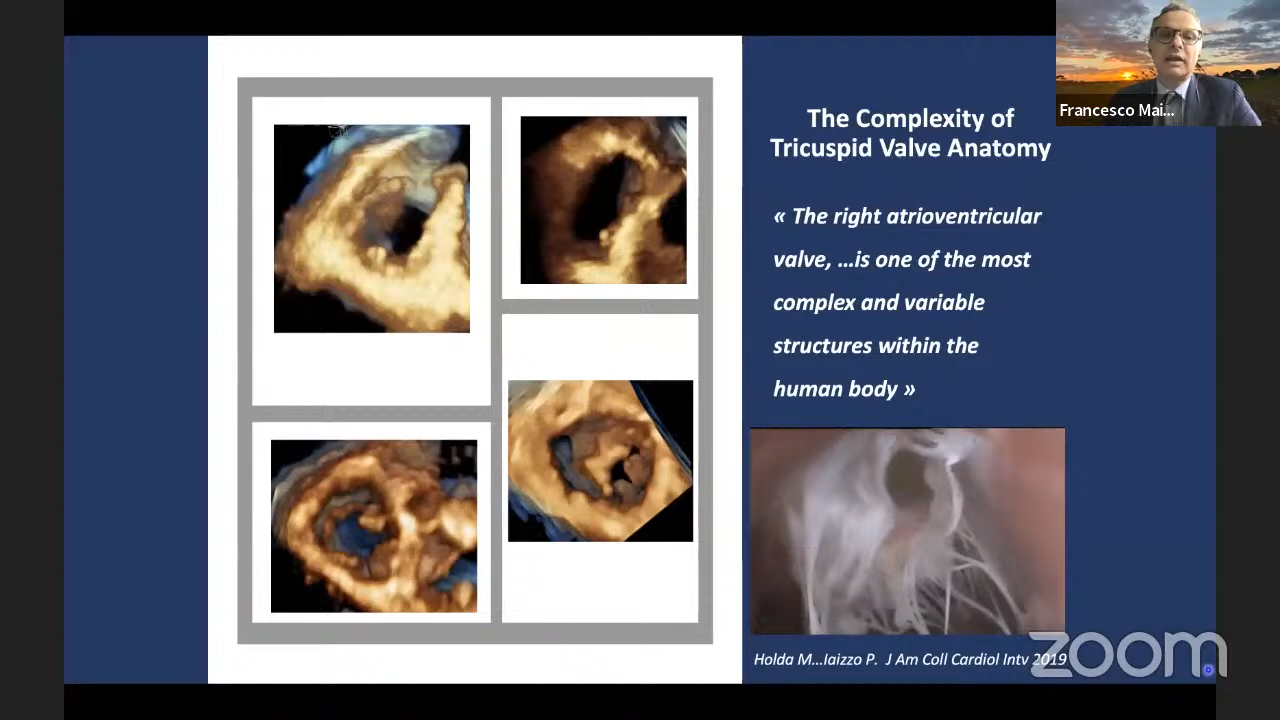 The Complexity of
Tricuspid Valve Anatomy
Francesco Mai...
« The right atrioventricular
valve, ...is one of the most
complex and variable
structures within the
human body »
Holda M...Iaizzo P. J Am Coll Cardiol Intv 2019
zoom